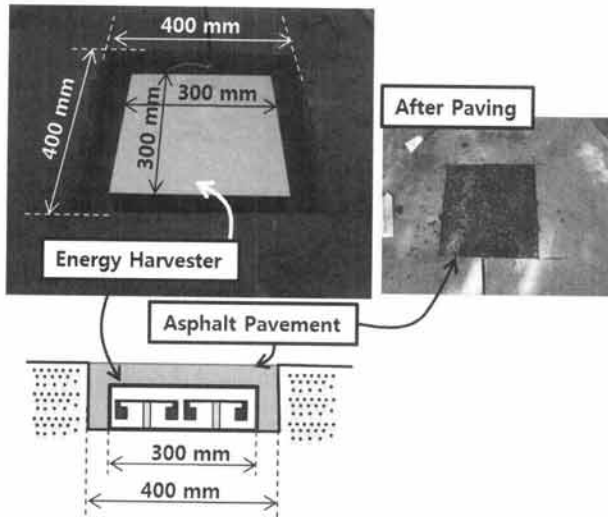 400 mm
400 mm
300 mm
300 mm
After Paving
Energy Harvester
Asphalt Pavement
300 mm
400 mm